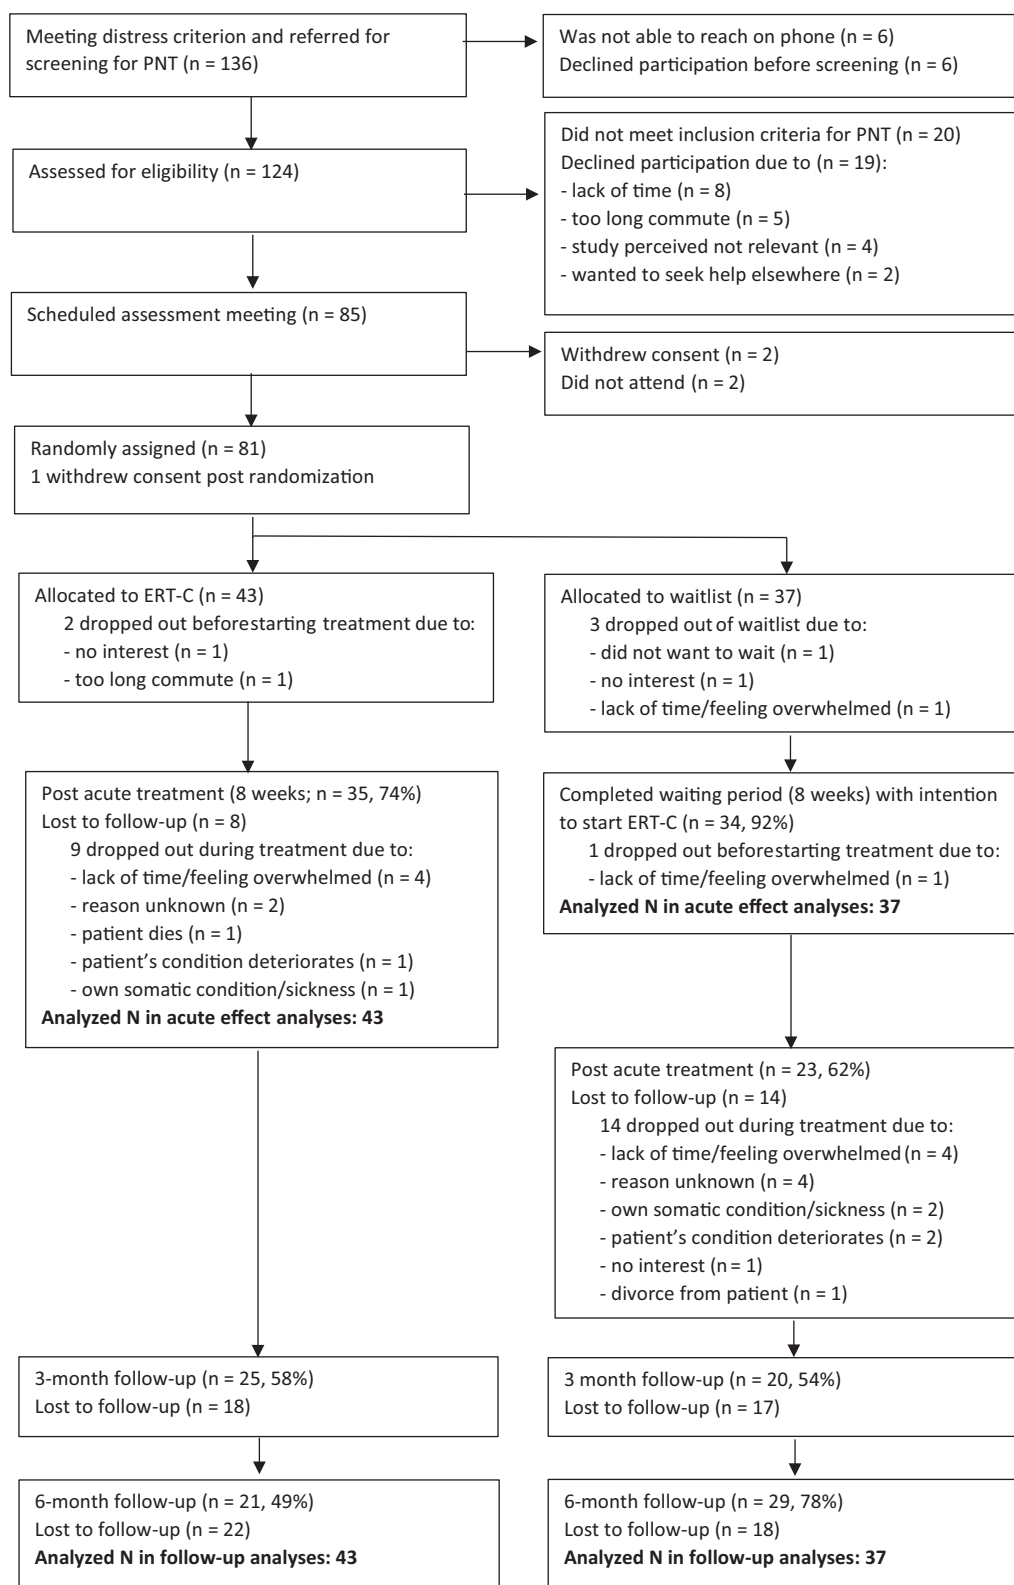 Meeting distress criterion and referred for
screening for PNT (n = 136)
Was not able to reach on phone (n = 6)
Declined participation before screening (n = 6)
Assessed for eligibility (n = 124)
Did not meet inclusion criteria for PNT (n = 20)
Declined participation due to (n = 19):
- lack of time (n = 8)
- too long commute (n = 5)
- study perceived not relevant (n = 4)
- wanted to seek help elsewhere (n = 2)
Scheduled assessment meeting (n = 85)
Withdrew consent (n = 2)
Did not attend (n = 2)
Randomly assigned (n = 81)
1 withdrew consent post randomization
Allocated to ERT-C (n = 43)
2 dropped out beforestarting treatment due to:
- no interest (n = 1)
- too long commute (n = 1)
Allocated to waitlist (n = 37)
3 dropped out of waitlist due to:
- did not want to wait (n = 1)
- no interest (n = 1)
- lack of time/feeling overwhelmed (n = 1)
Post acute treatment (8 weeks; n = 35, 74%)
Lost to follow-up (n = 8)
9 dropped out during treatment due to:
- lack of time/feeling overwhelmed (n = 4)
- reason unknown (n = 2)
- patient dies (n = 1)
- patient's condition deteriorates (n = 1)
- own somatic condition/sickness (n = 1)
Analyzed N in acute effect analyses: 43
Completed waiting period (8 weeks) with intention
to start ERT-C (n = 34, 92%)
1 dropped out beforestarting treatment due to:
- lack of time/feeling overwhelmed (n = 1)
Analyzed N in acute effect analyses: 37
Post acute treatment (n = 23, 62%)
Lost to follow-up (n = 14)
14 dropped out during treatment due to:
- lack of time/feeling overwhelmed (n = 4)
- reason unknown (n = 4)
- own somatic condition/sickness (n = 2)
- patient's condition deteriorates (n = 2)
- no interest (n = 1)
- divorce from patient (n = 1)
3-month follow-up (n = 25, 58%)
Lost to follow-up (n = 18)
3 month follow-up (n = 20, 54%)
Lost to follow-up (n = 17)
6-month follow-up (n = 21, 49%)
Lost to follow-up (n = 22)
Analyzed N in follow-up analyses: 43
6-month follow-up (n = 29, 78%)
Lost to follow-up (n = 18)
Analyzed N in follow-up analyses: 37